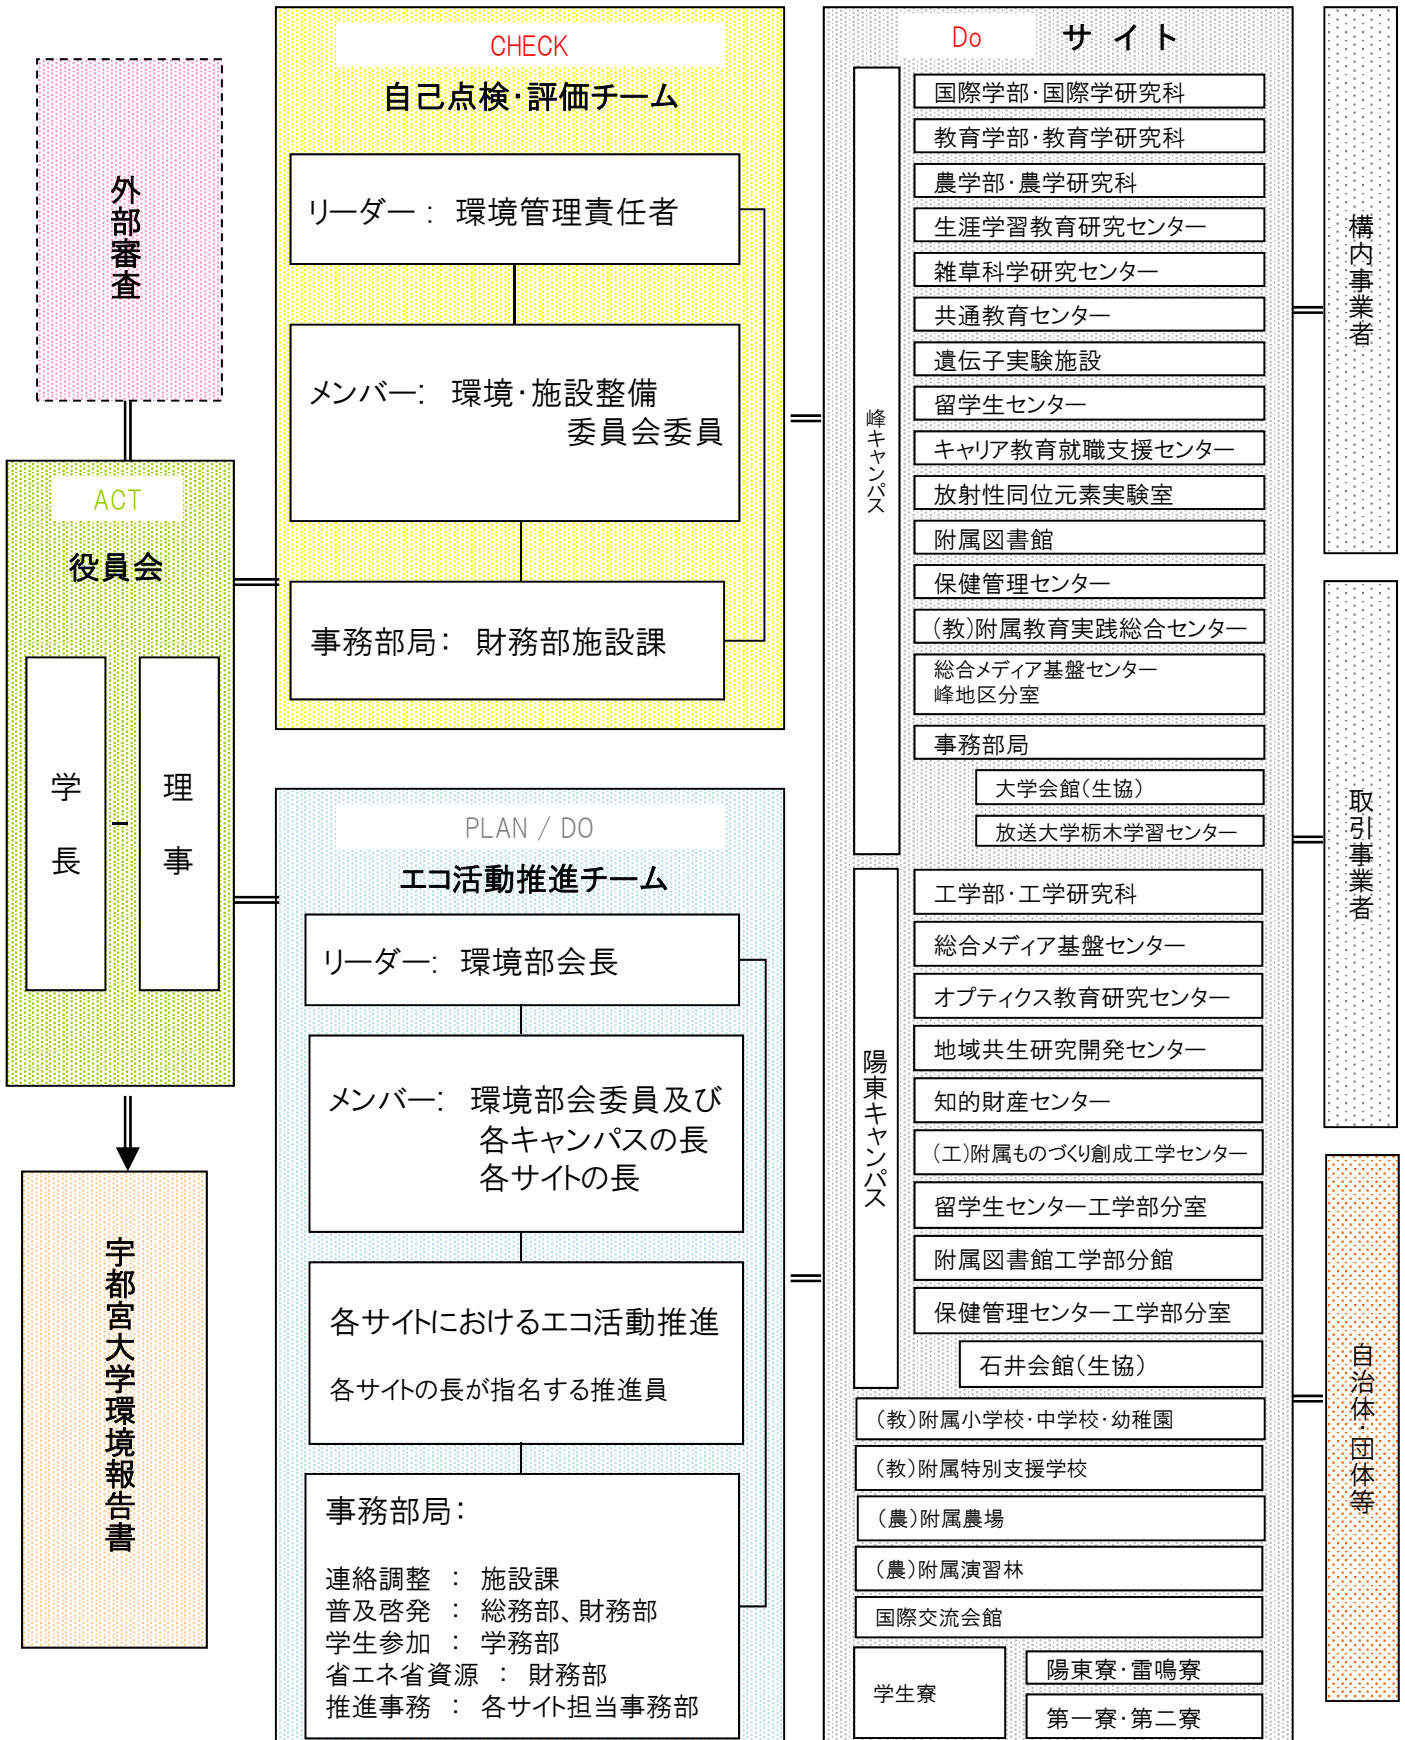 外部審査
ACT
役員会
学長
-
理事
宇都宮大学環境報告書
CHECK
自己点検・評価チーム
リーダー : 環境管理責任者
メンバー: 環境・施設整備
委員会委員
事務部局: 財務部施設課
PLAN / DO
エコ活動推進チーム
リーダー: 環境部会長
メンバー: 環境部会委員及び
各キャンパスの長
各サイトの長
各サイトにおけるエコ活動推進
各サイトの長が指名する推進員
事務部局:
連絡調整 : 施設課
普及啓発 : 総務部、財務部
学生参加 : 学務部
省エネ省資源 : 財務部
推進事務 : 各サイト担当事務部
Do サイト
峰キャンパス
国際学部・国際学研究科
教育学部・教育学研究科
農学部・農学研究科
生涯学習教育研究センター
雑草科学研究センター
共通教育センター
遺伝子実験施設
留学生センター
キャリア教育就職支援センター
放射性同位元素実験室
附属図書館
保健管理センター
(教)附属教育実践総合センター
総合メディア基盤センター
峰地区分室
事務部局
大学会館(生協)
放送大学栃木学習センター
陽東キャンパス
工学部・工学研究科
総合メディア基盤センター
オプティクス教育研究センター
地域共生研究開発センター
知的財産センター
(工)附属ものづくり創成工学センター
留学生センター工学部分室
附属図書館工学部分館
保健管理センター工学部分室
石井会館(生協)
(教)附属小学校・中学校・幼稚園
(教)附属特別支援学校
(農)附属農場
(農)附属演習林
国際交流会館
学生寮
陽東寮・雷鳴寮
第一寮・第二寮
構内事業者
取引事業者
自治体・団体等